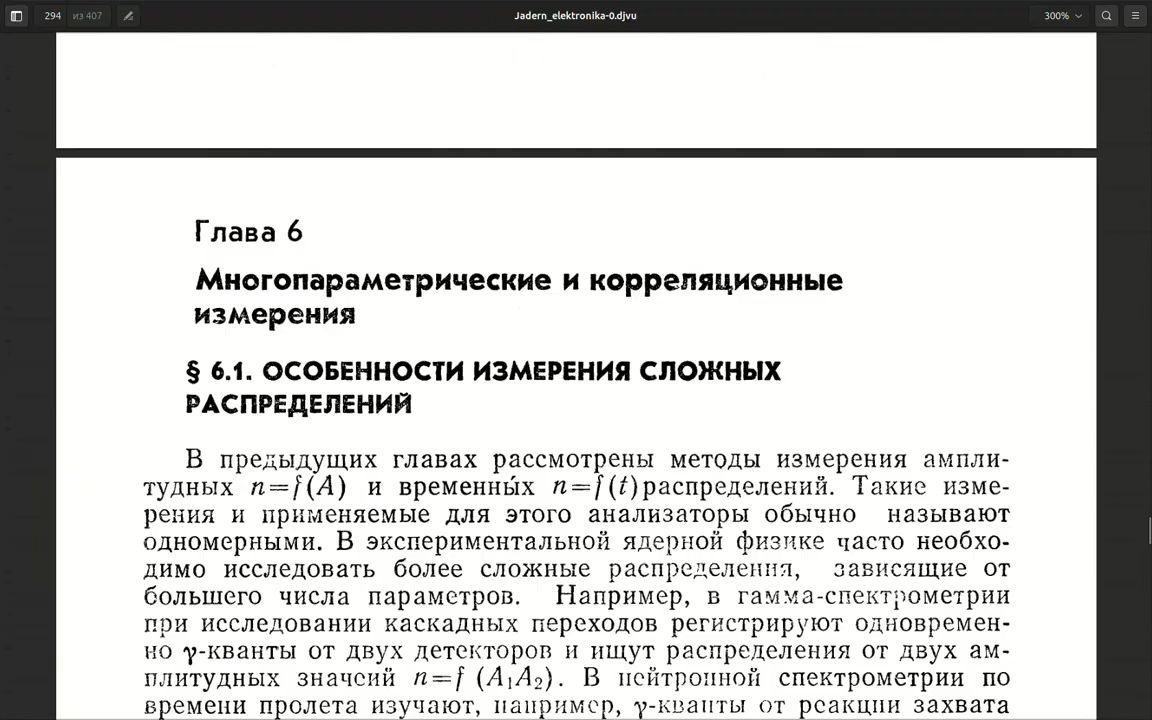 294 из 407
Jadern_elektronika-0.djvu
300%
Глава 6
Многопараметрические и корреляционные
измерения
§ 6.1. ОСОБЕННОСТИ ИЗМЕРЕНИЯ СЛОЖНЫХ
РАСПРЕДЕЛЕНИЙ
В предыдущих главах рассмотрены методы измерения ампли-
тудных n=f(A) и временных n=f(t) распределений. Такие изме-
рения и применяемые для этого анализаторы обычно называют
одномерными. В экспериментальной ядерной физике часто необхо-
димо исследовать более сложные распределения, зависящие от
большего числа параметров. Например, в гамма-спектрометрии
при исследовании каскадных переходов регистрируют одновремен-
но γ-кванты от двух детекторов и ищут распределения от двух ам-
плитудных значений n=f (A₁A₂). В нейтронной спектрометрии по
времени пролета изучают, например, γ-кванты от реакции захвата